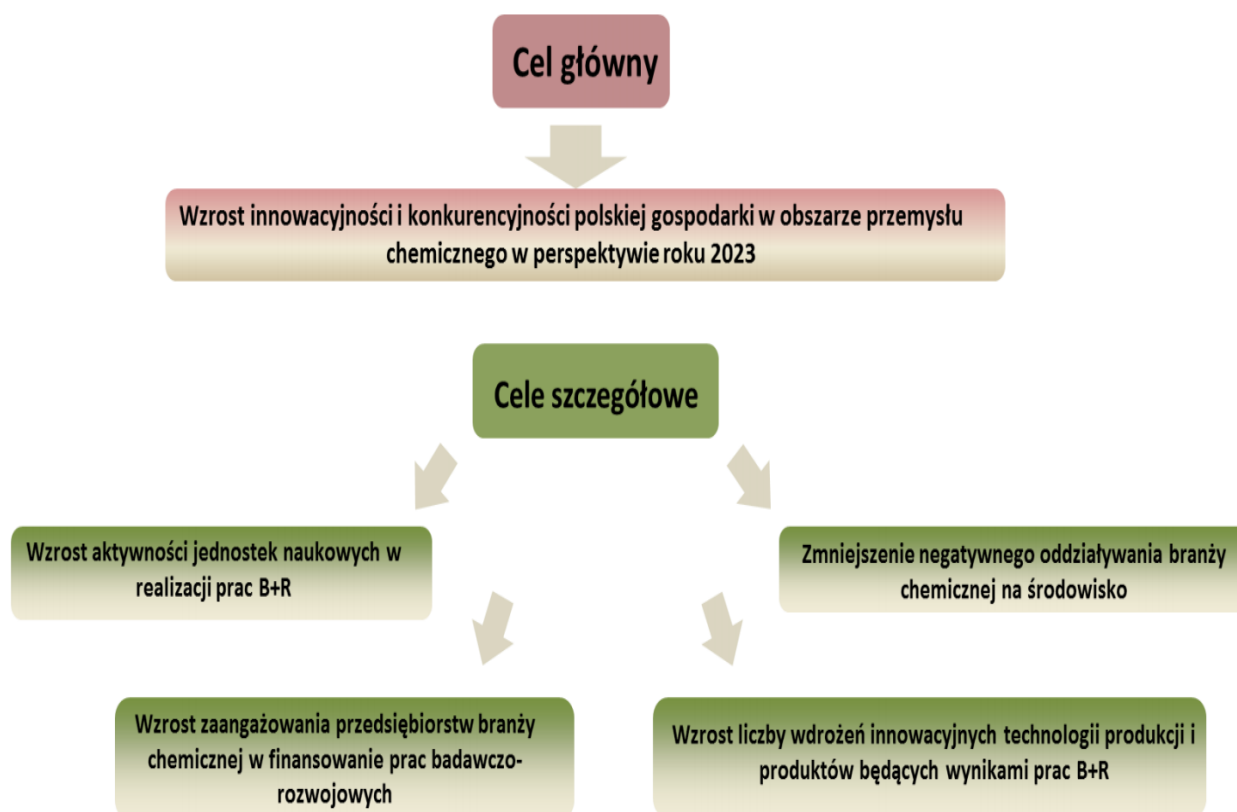 Cel główny
Wzrost innowacyjności i konkurencyjności polskiej gospodarki w obszarze przemysłu
chemicznego w perspektywie roku 2023
Cele szczegółowe
Wzrost aktywności jednostek naukowych w
realizacji prac B+R
Zmniejszenie negatywnego oddziaływania branży
chemicznej na środowisko
Wzrost zaangażowania przedsiębiorstw branży
chemicznej w finansowanie prac badawczo-
rozwojowych
Wzrost liczby wdrożeń innowacyjnych technologii produkcji i
produktów będących wynikami prac B+R